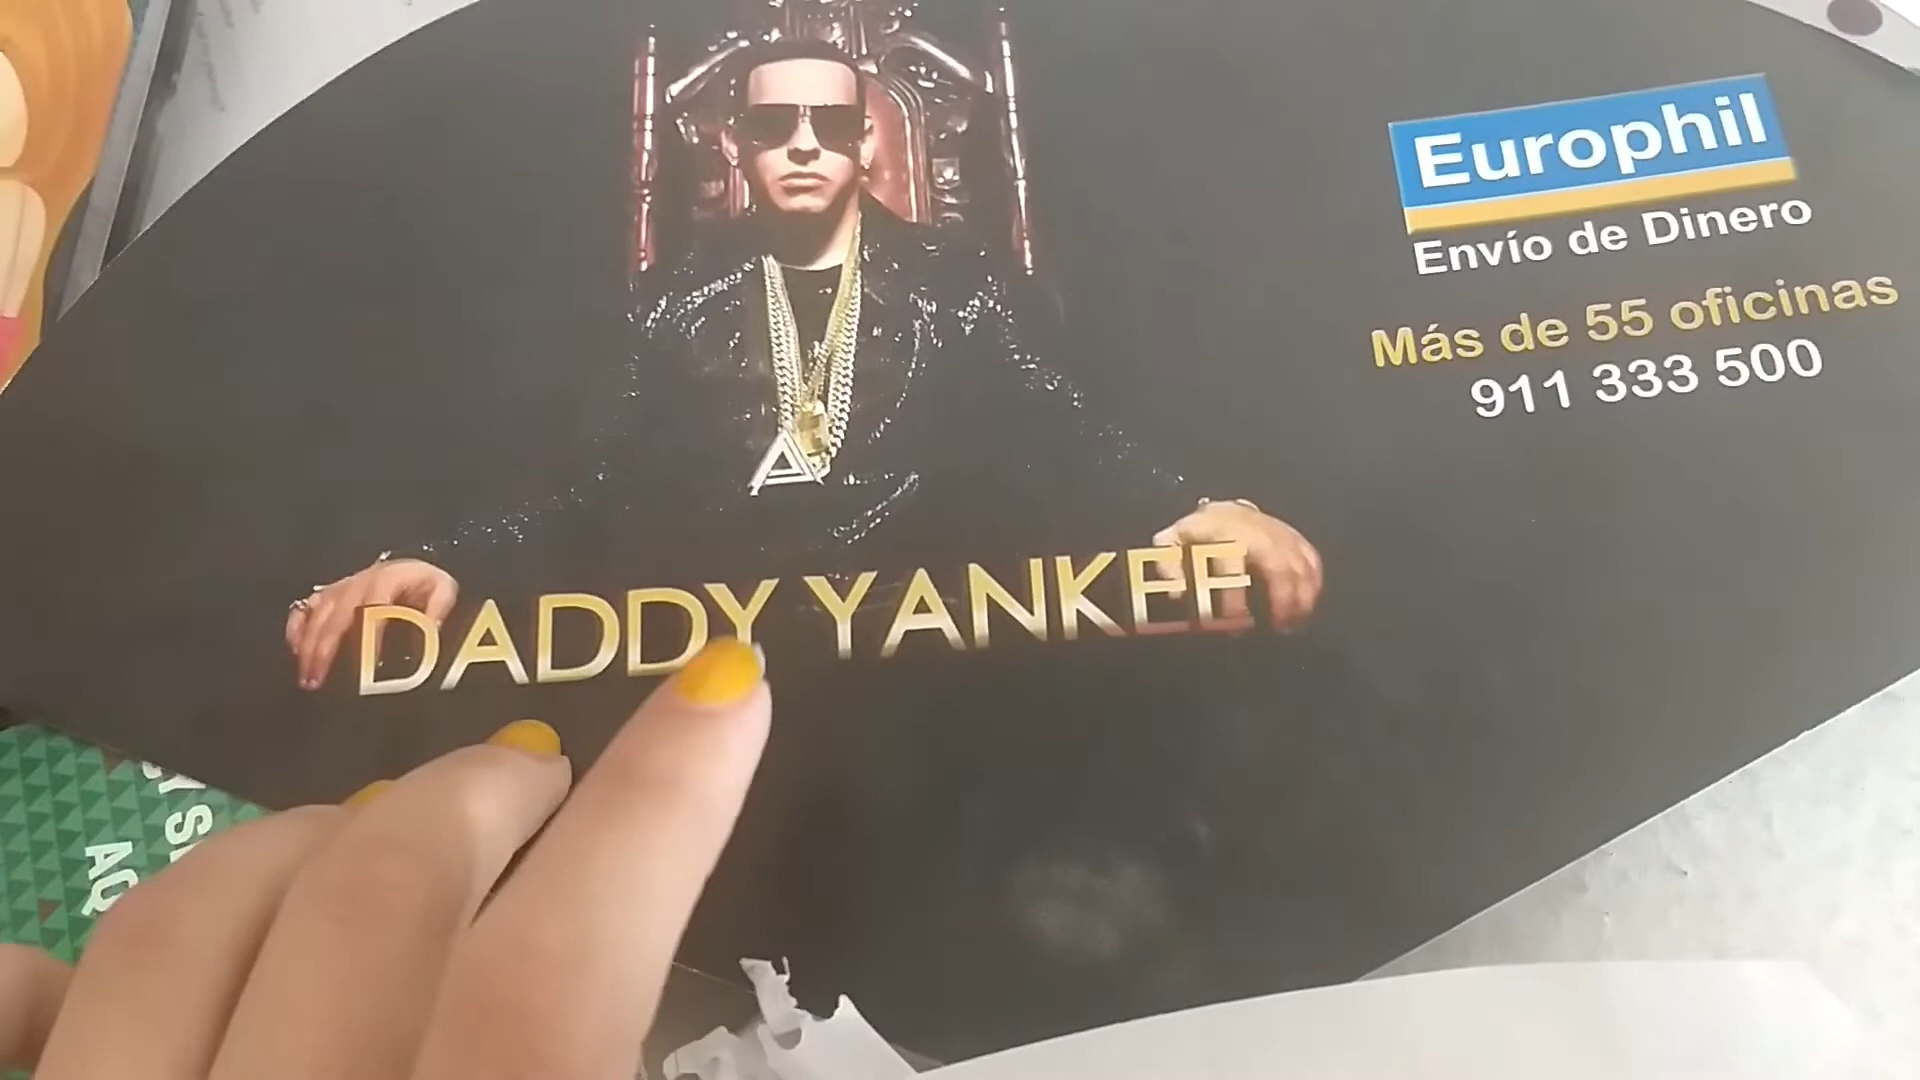 Europhil
Envío de Dinero
Más de 55 oficinas
911 333 500
DADDY YANKEE